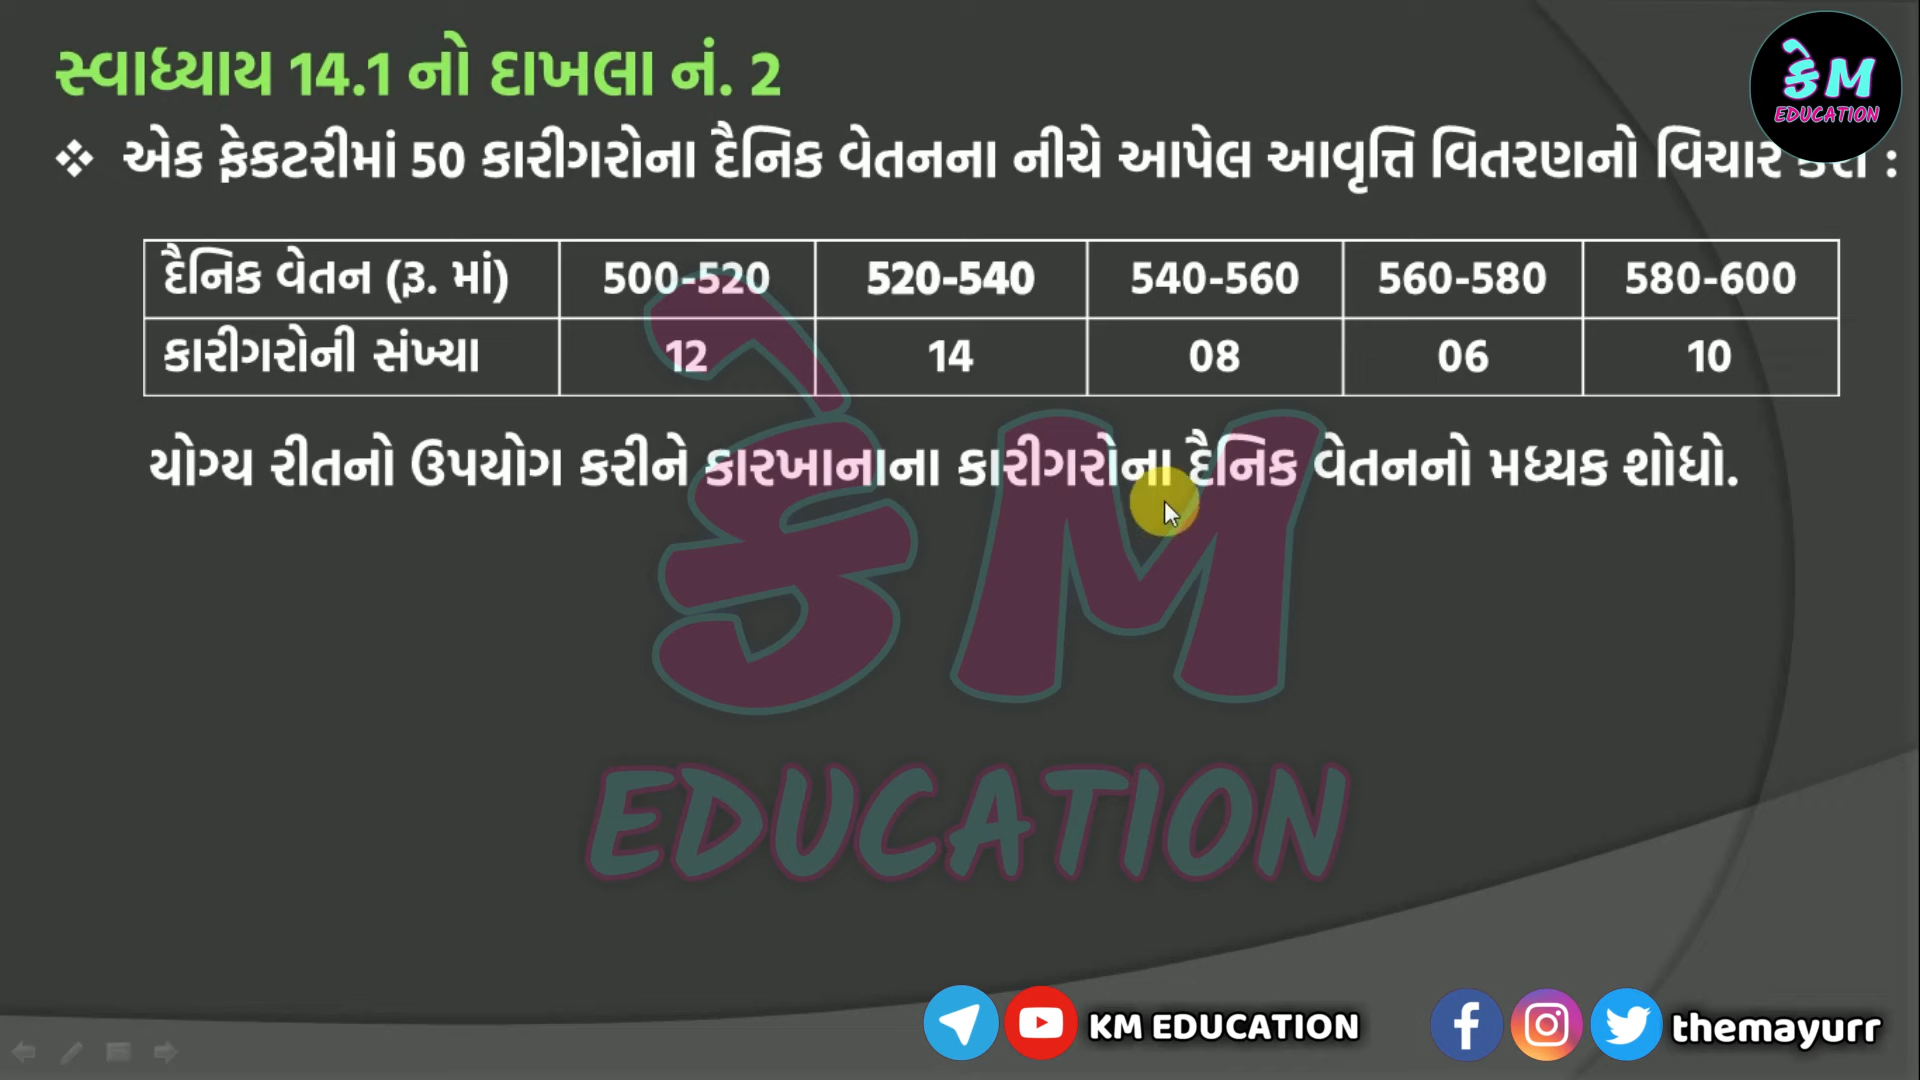 સ્વાધ્યાય 14.1 નો દાખલા નં. 2
કેM
EDUCATION
❖ એક ફેકટરીમાં 50 કારીગરોના દૈનિક વેતનના નીચે આપેલ આવૃત્તિ વિતરણનો વિચાર :
દૈનિક વેતન (રૂ. માં) 500-520 520-540 540-560 560-580 580-600
કારીગરોની સંખ્યા 12 14 08 06 10
યોગ્ય રીતનો ઉપયોગ કરીને કારખાનાના કારીગરોના દૈનિક વેતનનો મધ્યક શોધો.
કેM
EDUCATION
KM EDUCATION themayurr